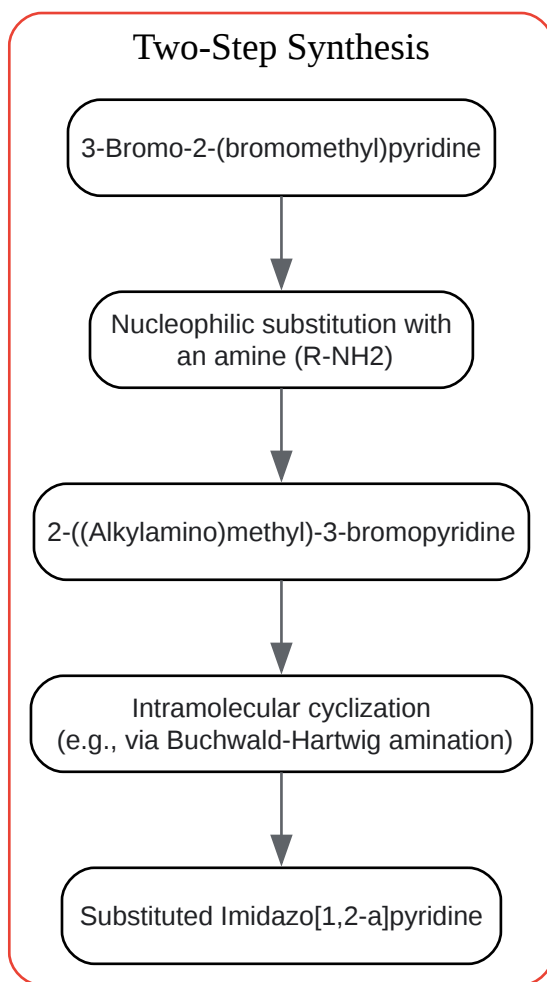 Two-Step Synthesis
3-Bromo-2-(bromomethyl)pyridine
Nucleophilic substitution with
an amine (R-NH2)
2-((Alkylamino)methyl)-3-bromopyridine
Intramolecular cyclization
(e.g., via Buchwald-Hartwig amination)
Substituted Imidazo[1,2-a]pyridine